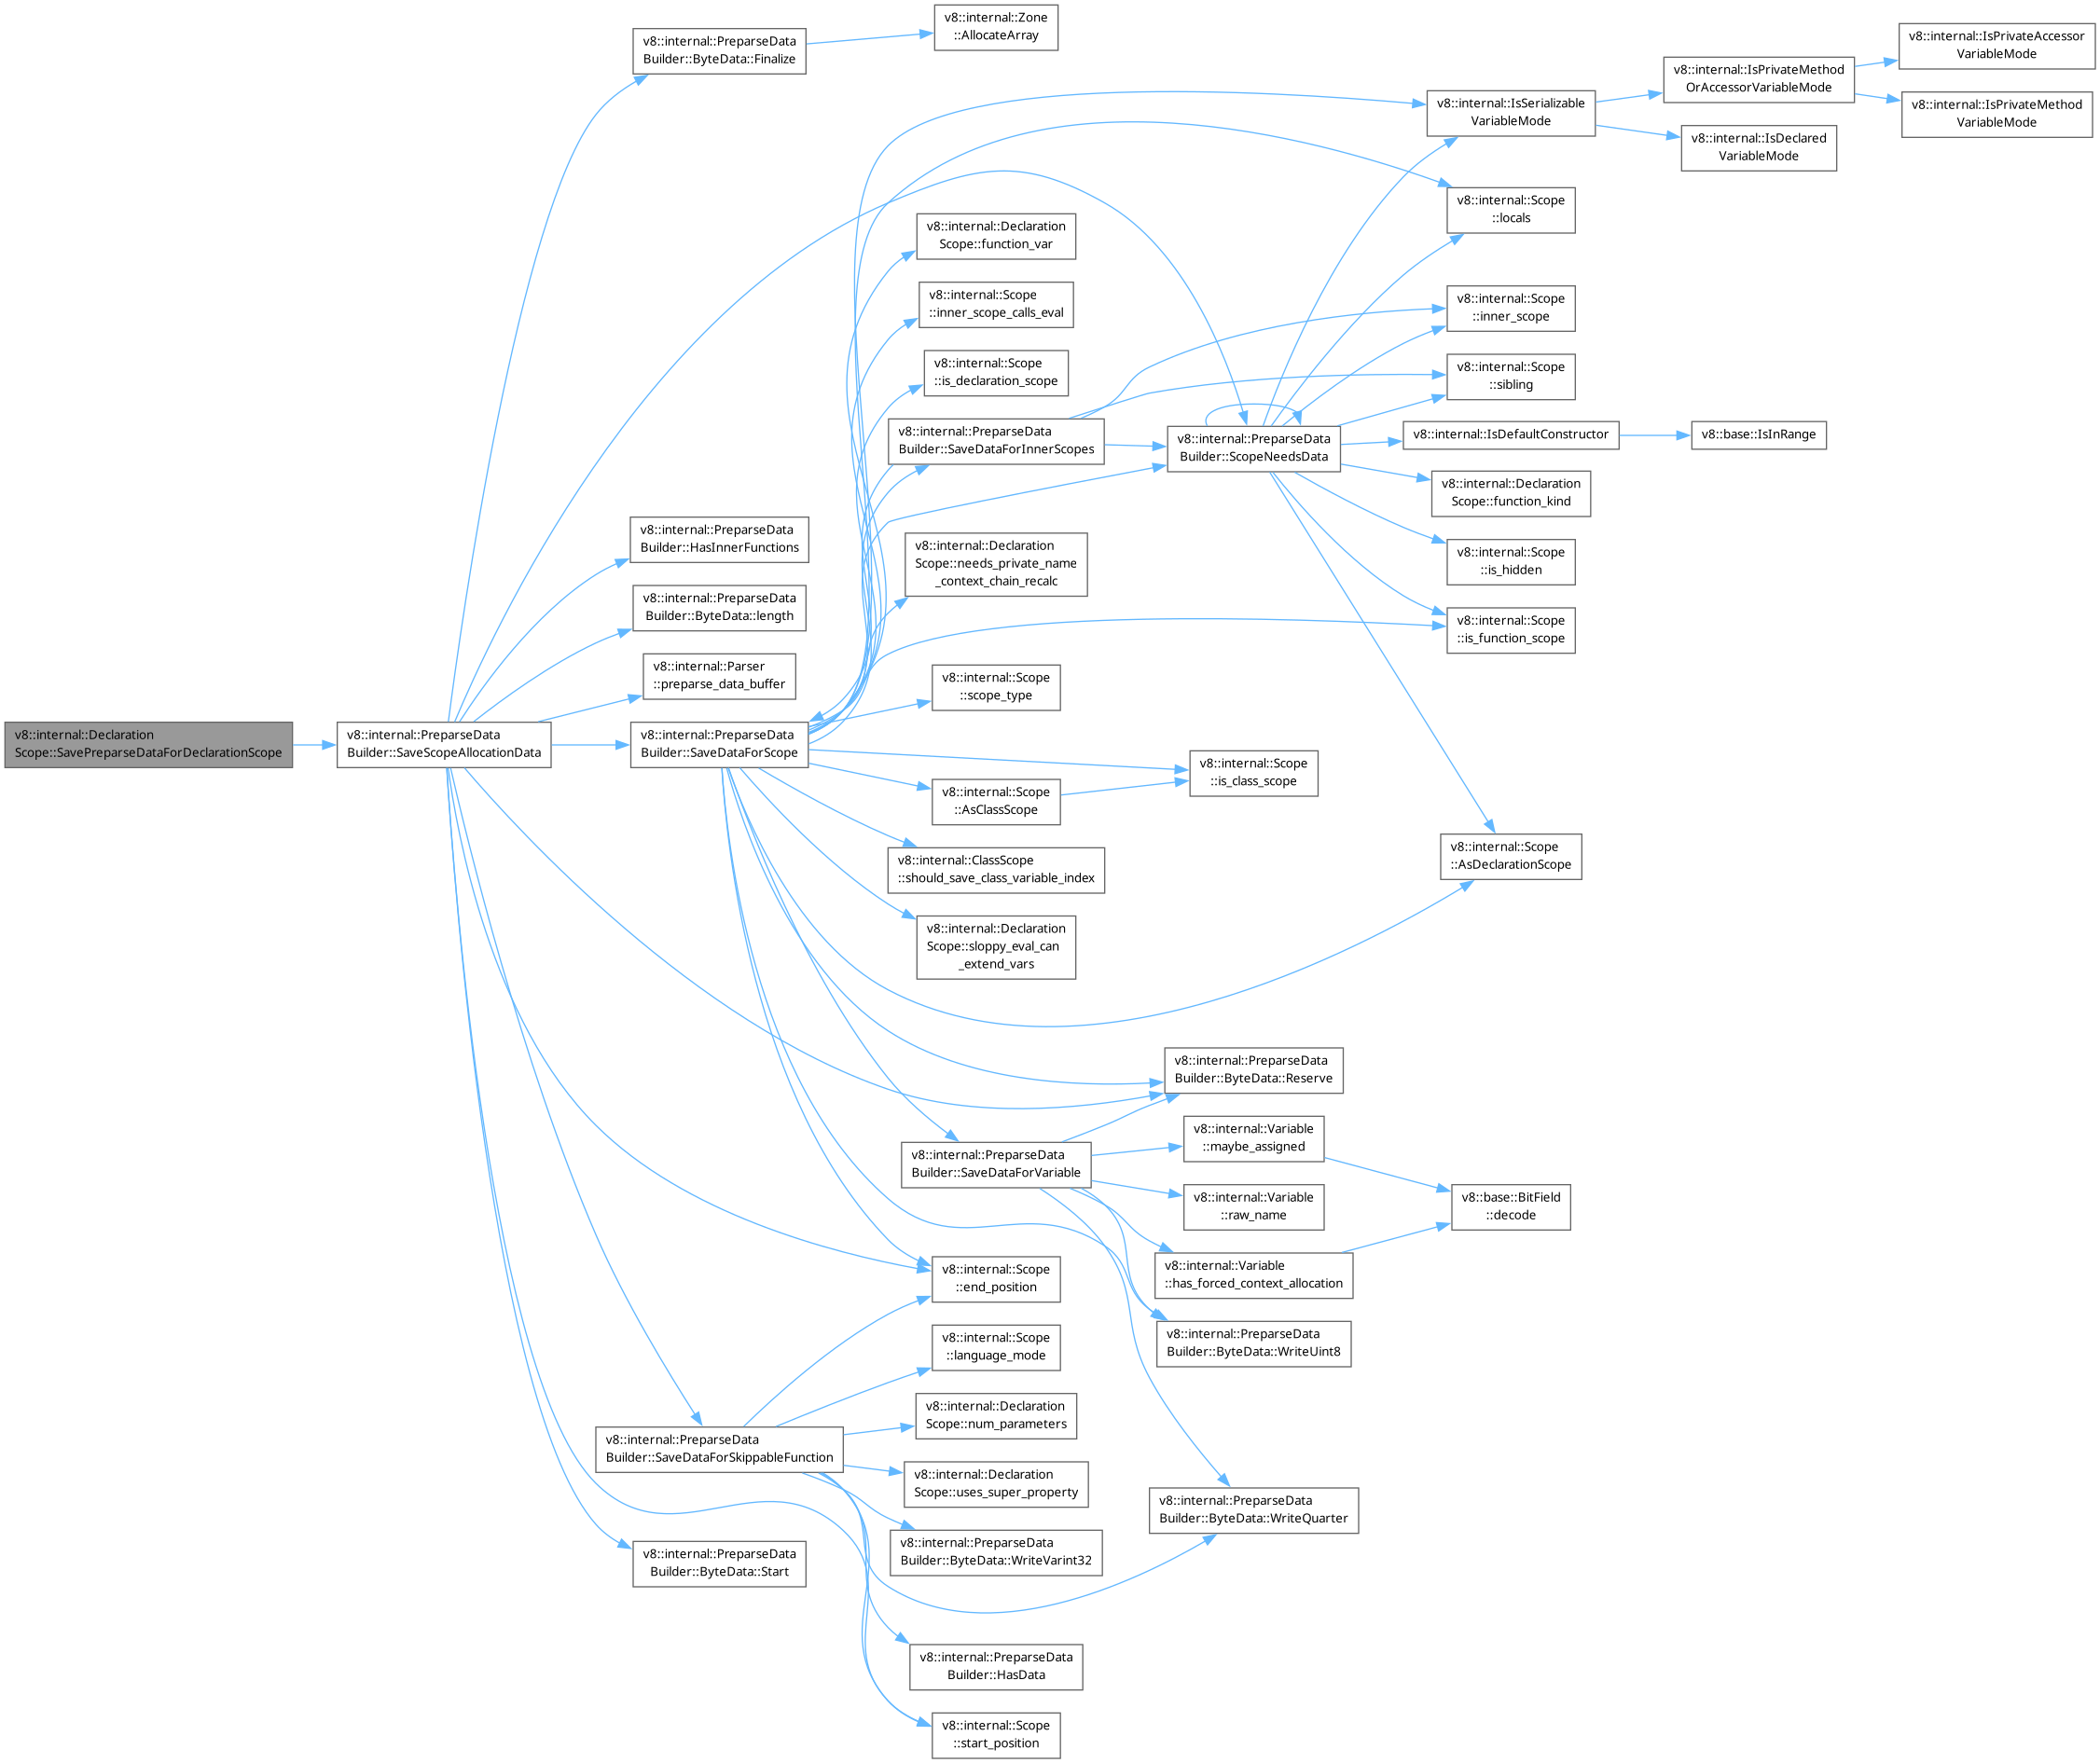 v8::internal::Declaration
Scope::SavePreparseDataForDeclarationScope
v8::internal::PreparseData
Builder::SaveScopeAllocationData
v8::internal::PreparseData
Builder::ByteData::Finalize
v8::internal::PreparseData
Builder::HasInnerFunctions
v8::internal::PreparseData
Builder::ByteData::length
v8::internal::Parser
::preparse_data_buffer
v8::internal::PreparseData
Builder::SaveDataForScope
v8::internal::PreparseData
Builder::SaveDataForSkippableFunction
v8::internal::PreparseData
Builder::ByteData::Start
v8::internal::Zone
::AllocateArray
v8::internal::Declaration
Scope::function_var
v8::internal::Scope
::inner_scope_calls_eval
v8::internal::Scope
::is_declaration_scope
v8::internal::PreparseData
Builder::SaveDataForInnerScopes
v8::internal::Declaration
Scope::needs_private_name
_context_chain_recalc
v8::internal::Scope
::scope_type
v8::internal::Scope
::AsClassScope
v8::internal::ClassScope
::should_save_class_variable_index
v8::internal::Declaration
Scope::sloppy_eval_can
_extend_vars
v8::internal::PreparseData
Builder::SaveDataForVariable
v8::internal::Scope
::end_position
v8::internal::Scope
::language_mode
v8::internal::Declaration
Scope::num_parameters
v8::internal::Declaration
Scope::uses_super_property
v8::internal::PreparseData
Builder::ByteData::WriteVarint32
v8::internal::PreparseData
Builder::HasData
v8::internal::Scope
::start_position
v8::internal::PreparseData
Builder::ScopeNeedsData
v8::internal::Scope
::is_class_scope
v8::internal::PreparseData
Builder::ByteData::Reserve
v8::internal::Variable
::maybe_assigned
v8::internal::Variable
::raw_name
v8::internal::Variable
::has_forced_context_allocation
v8::internal::PreparseData
Builder::ByteData::WriteUint8
v8::internal::PreparseData
Builder::ByteData::WriteQuarter
v8::internal::IsSerializable
VariableMode
v8::internal::Scope
::locals
v8::internal::Scope
::inner_scope
v8::internal::Scope
::sibling
v8::internal::IsDefaultConstructor
v8::internal::Declaration
Scope::function_kind
v8::internal::Scope
::is_hidden
v8::internal::Scope
::is_function_scope
v8::internal::Scope
::AsDeclarationScope
v8::base::BitField
::decode
v8::internal::IsPrivateMethod
OrAccessorVariableMode
v8::internal::IsDeclared
VariableMode
v8::base::IsInRange
v8::internal::IsPrivateAccessor
VariableMode
v8::internal::IsPrivateMethod
VariableMode